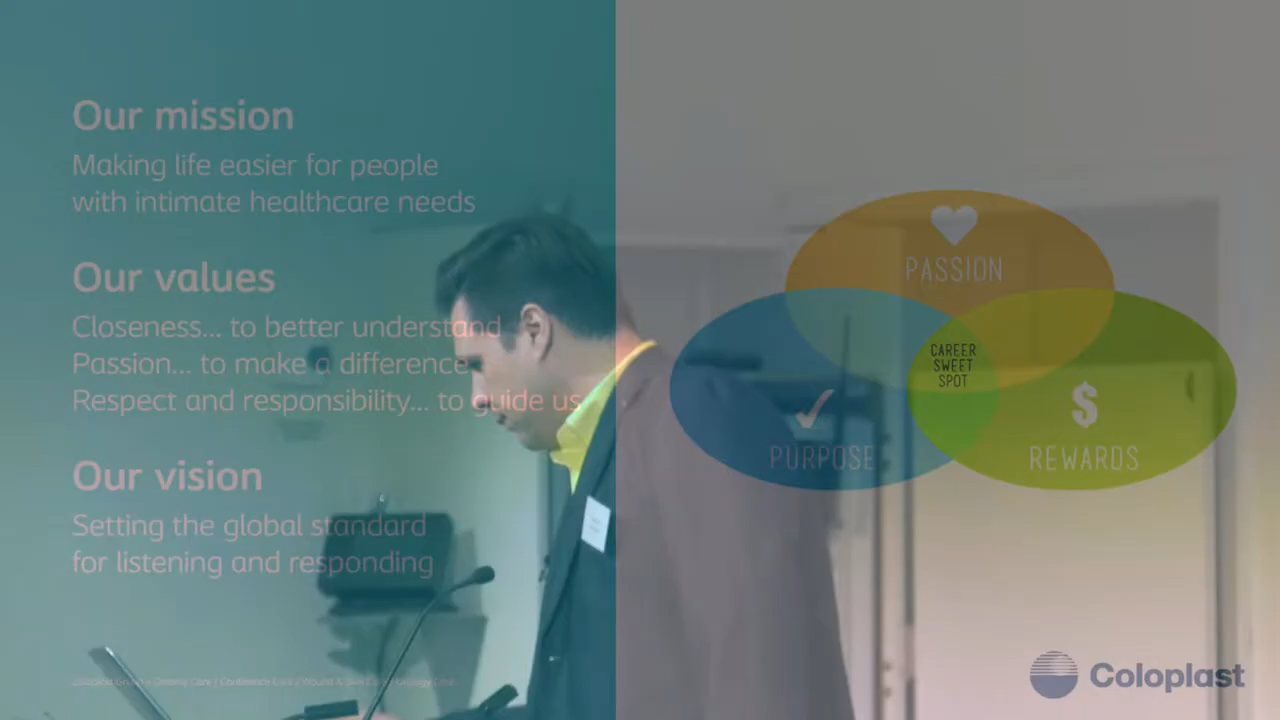 Our mission
Making life easier for people
with intimate healthcare needs
Our values
Closeness... to better understand
Passion... to make a difference
Respect and responsibility... to guide us
Our vision
Setting the global standard
for listening and responding
PASSION
CAREER
SWEET
SPOT
PURPOSE
$
REWARDS
Coloplast